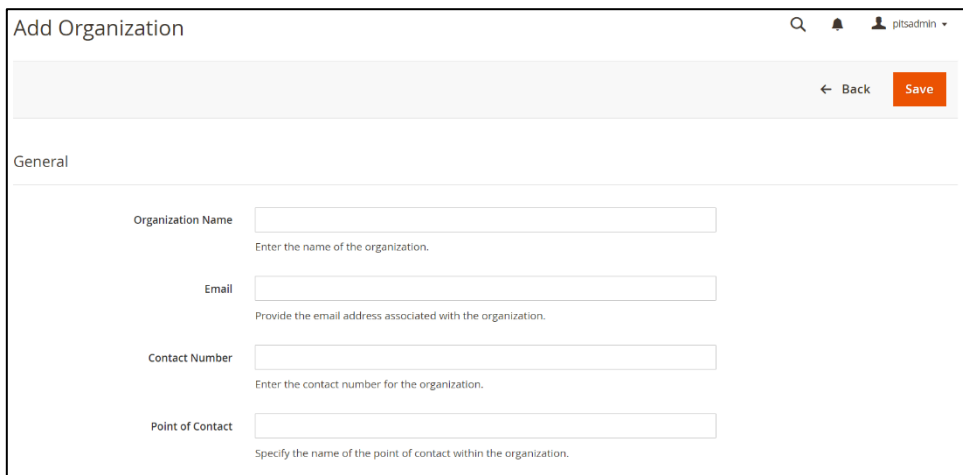 Add Organization
pitsadmin
← Back
Save
General
Organization Name
Enter the name of the organization.
Email
Provide the email address associated with the organization.
Contact Number
Enter the contact number for the organization.
Point of Contact
Specify the name of the point of contact within the organization.